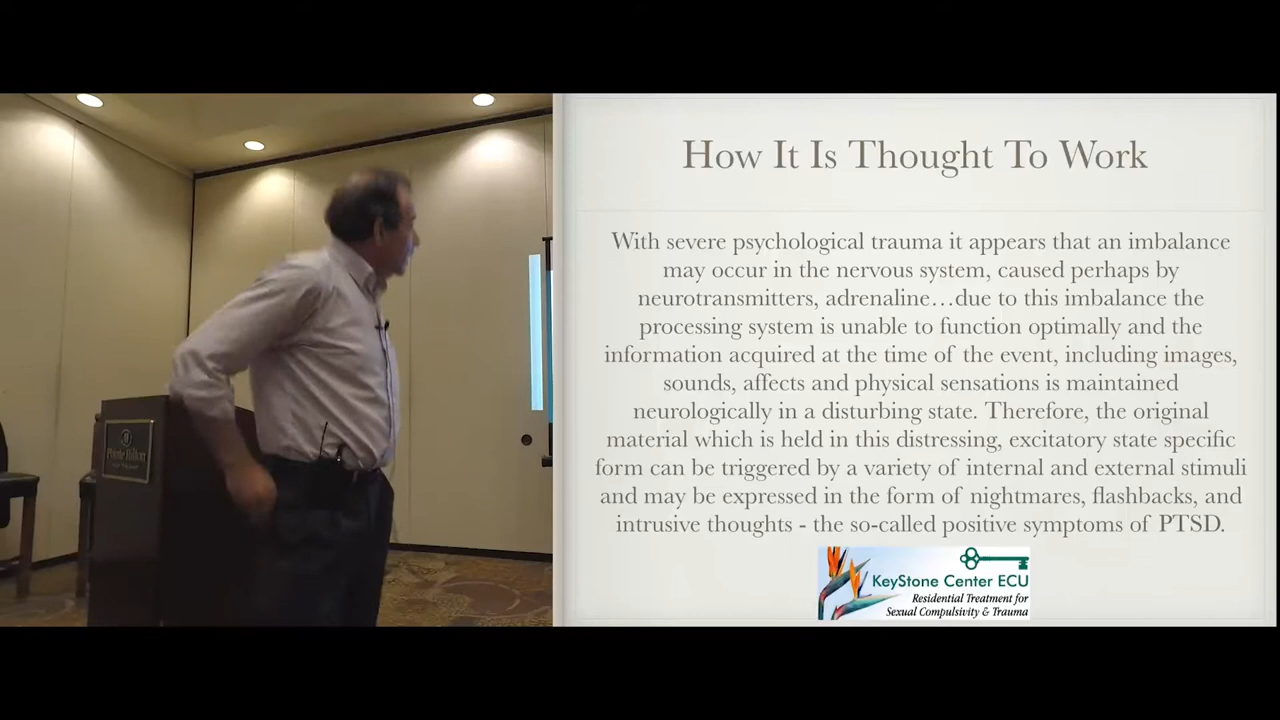 Pointe Hilton
How It Is Thought To Work
With severe psychological trauma it appears that an imbalance
may occur in the nervous system, caused perhaps by
neurotransmitters, adrenaline…due to this imbalance the
processing system is unable to function optimally and the
information acquired at the time of the event, including images,
sounds, affects and physical sensations is maintained
neurologically in a disturbing state. Therefore, the original
material which is held in this distressing, excitatory state specific
form can be triggered by a variety of internal and external stimuli
and may be expressed in the form of nightmares, flashbacks, and
intrusive thoughts - the so-called positive symptoms of PTSD.
KeyStone Center ECU
Residential Treatment for
Sexual Compulsivity & Trauma